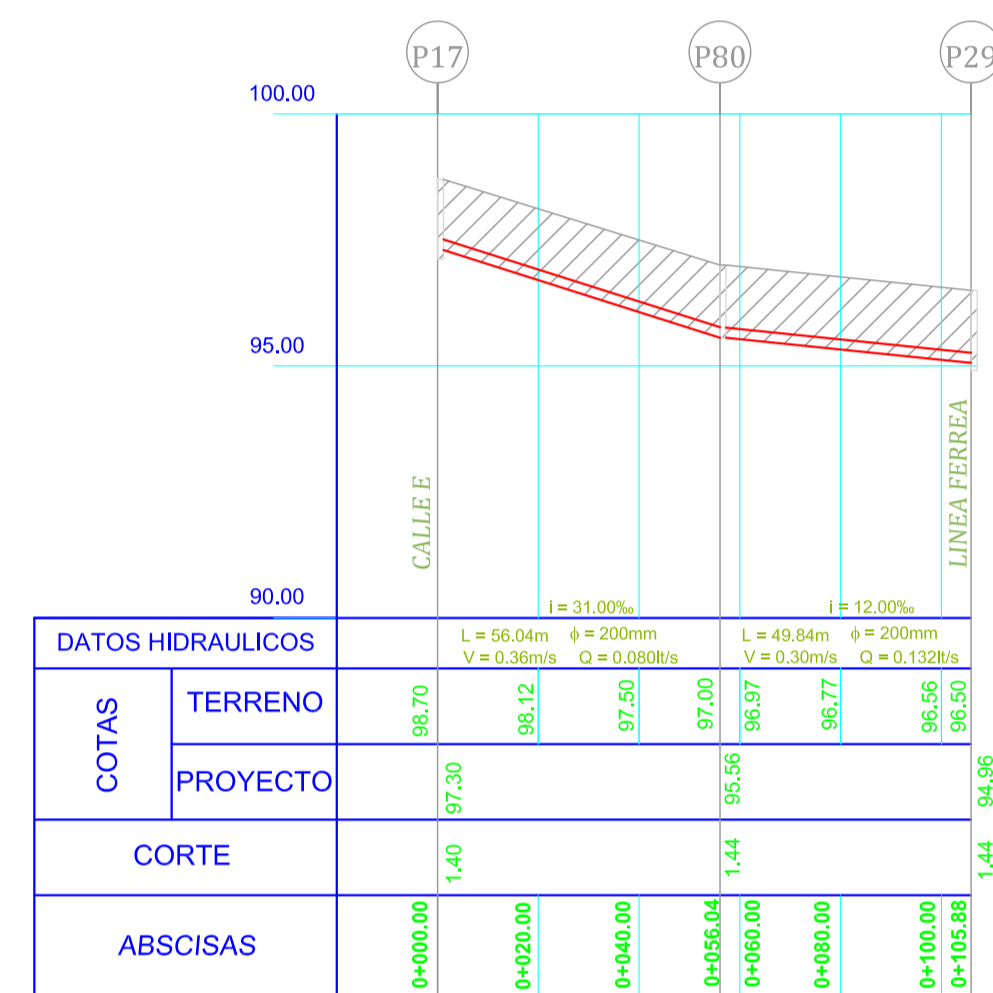 P17 P80 P29
100.00
95.00
90.00
CALLE E
LINEA FERREA
i = 31.00‰
i = 12.00‰
DATOS HIDRAULICOS
L = 56.04m ϕ = 200mm
V = 0.36m/s Q = 0.080lt/s
L = 49.84m ϕ = 200mm
V = 0.30m/s Q = 0.132lt/s
COTAS
TERRENO
98.70 98.12 97.50 97.00 96.97 96.77 96.56 96.50
PROYECTO
97.30 95.56 94.96
CORTE
1.40 1.44 1.44
ABSCISAS
0+000.00 0+020.00 0+040.00 0+056.04 0+060.00 0+080.00 0+100.00 0+105.88